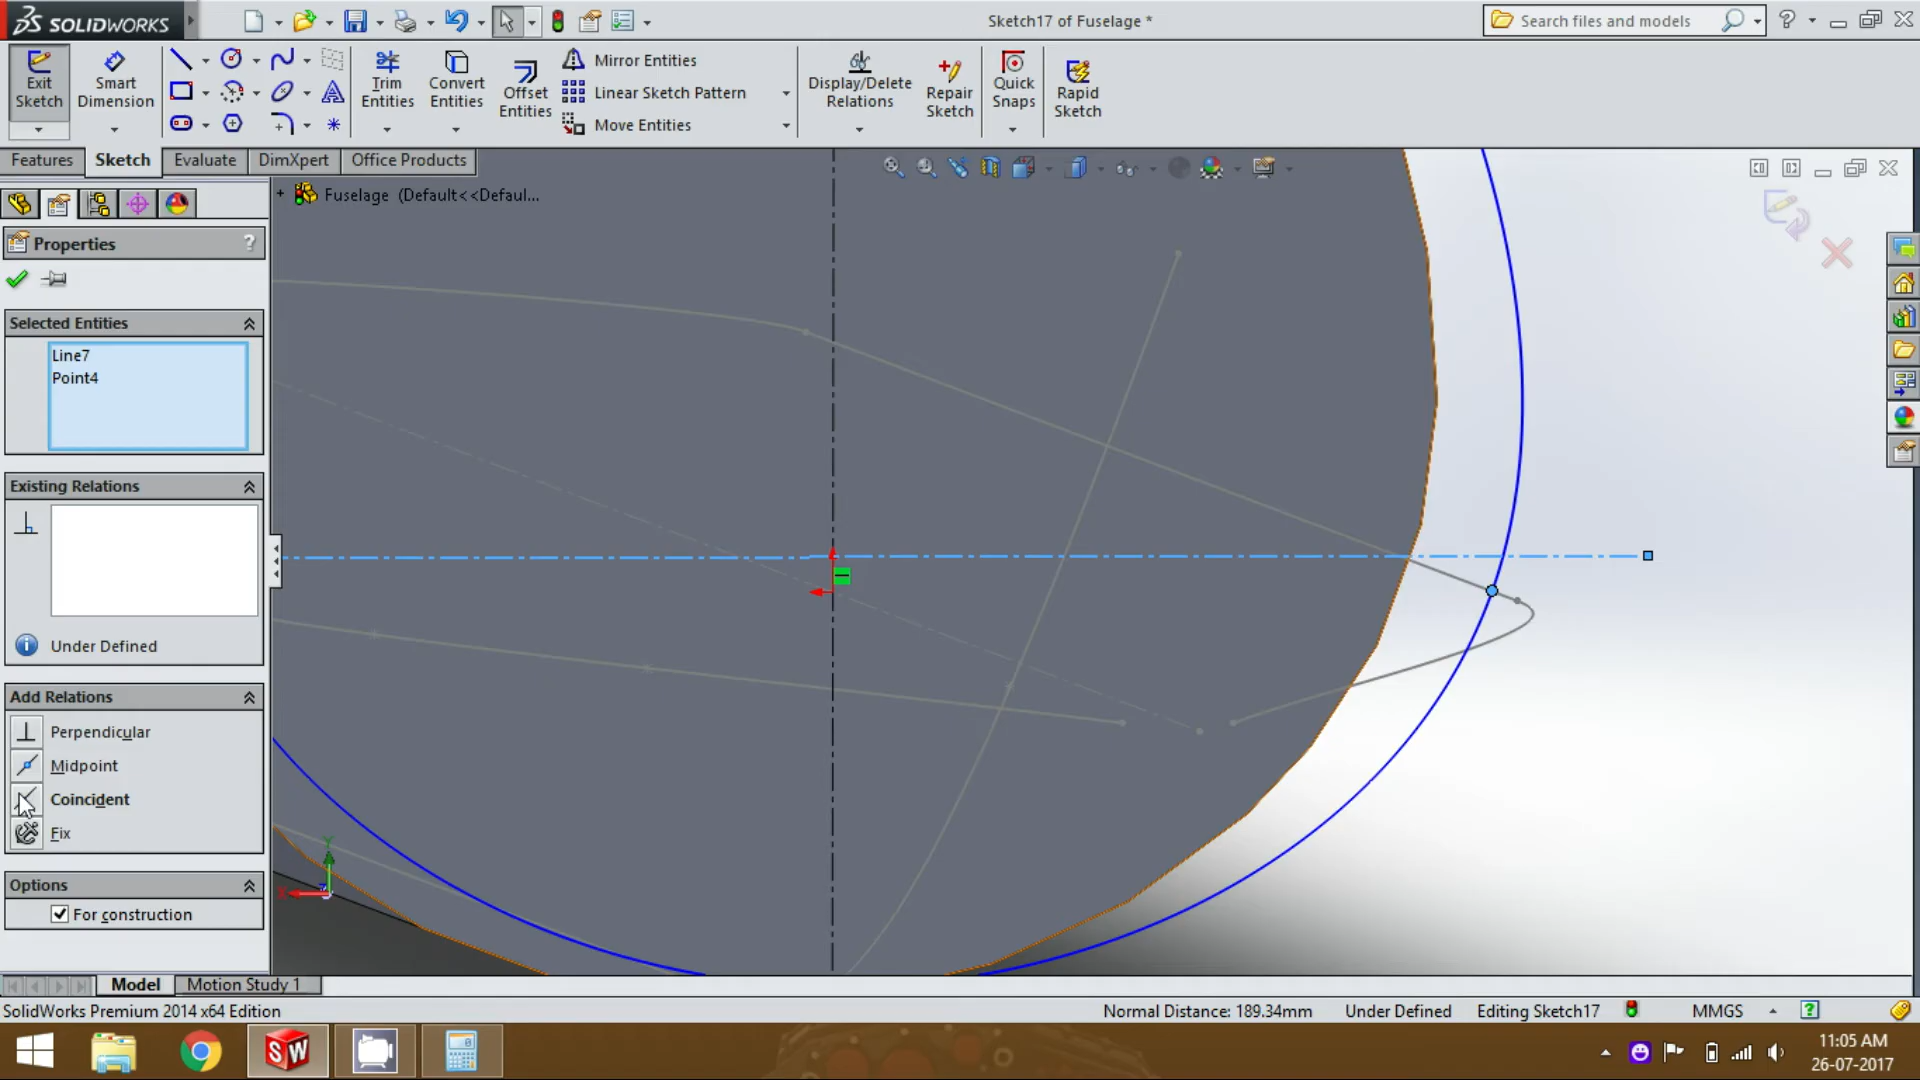 SOLIDWORKS
Sketch17 of Fuselage *
Search files and models
Exit Sketch
Smart Dimension
Trim Entities
Convert Entities
Offset Entities
Mirror Entities
Linear Sketch Pattern
Move Entities
Display/Delete Relations
Repair Sketch
Quick Snaps
Rapid Sketch
Features
Sketch
Evaluate
DimXpert
Office Products
Fuselage (Default<<Defaul...
Properties
?
Selected Entities
Line7
Point4
Existing Relations
Under Defined
Add Relations
Perpendicular
Midpoint
Coincident
Fix
Options
For construction
Y
Model
Motion Study 1
SolidWorks Premium 2014 x64 Edition
Normal Distance: 189.34mm
Under Defined
Editing Sketch17
MMGS
?
SW
11:05 AM
26-07-2017